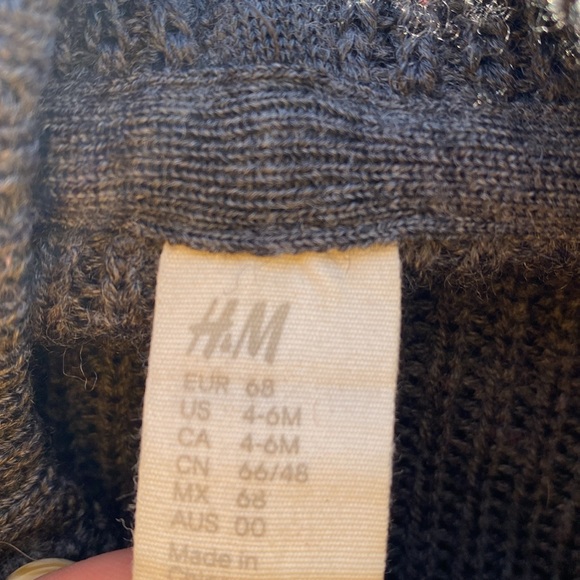 H&M
EUR 68
US 4-6M
CA 4-6M
CN 66/48
MX 68
AUS 00
Made in